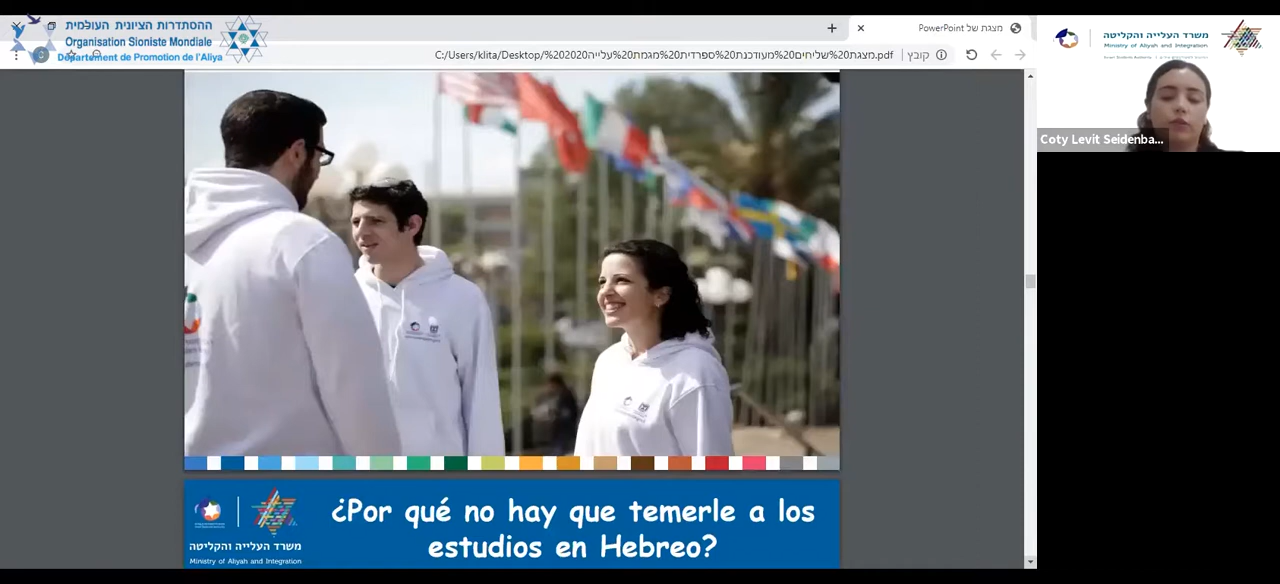 ההסתדרות הציונית העולמית
Organisation Sioniste Mondiale
Département de Promotion de l'Aliya
מצגת של PowerPoint
C:/Users/klita/Desktop/%202020מצגת%20שליחים%20מעודכנת%20ספרדית%20מגמת%20עלייה.pdf
קובץ
משרד העלייה והקליטה
Ministry of Aliyah and Integration
Coty Levit Seidenba...
¿Por qué no hay que temerle a los
estudios en Hebreo?
משרד העלייה והקליטה
Ministry of Aliyah and Integration